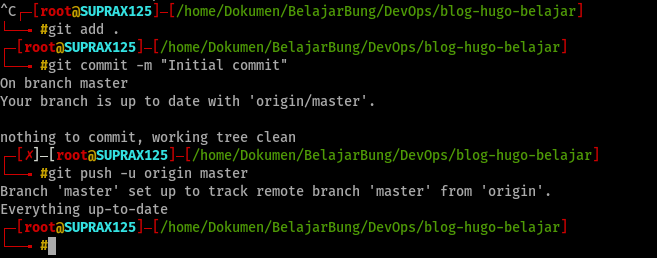 ^C┌─[root@SUPRAX125]─[/home/Dokumen/BelajarBung/DevOps/blog-hugo-belajar]
└──╼ #git add .
┌─[root@SUPRAX125]─[/home/Dokumen/BelajarBung/DevOps/blog-hugo-belajar]
└──╼ #git commit -m "Initial commit"
On branch master
Your branch is up to date with 'origin/master'.
nothing to commit, working tree clean
┌─[✗]─[root@SUPRAX125]─[/home/Dokumen/BelajarBung/DevOps/blog-hugo-belajar]
└──╼ #git push -u origin master
Branch 'master' set up to track remote branch 'master' from 'origin'.
Everything up-to-date
┌─[root@SUPRAX125]─[/home/Dokumen/BelajarBung/DevOps/blog-hugo-belajar]
└──╼ #